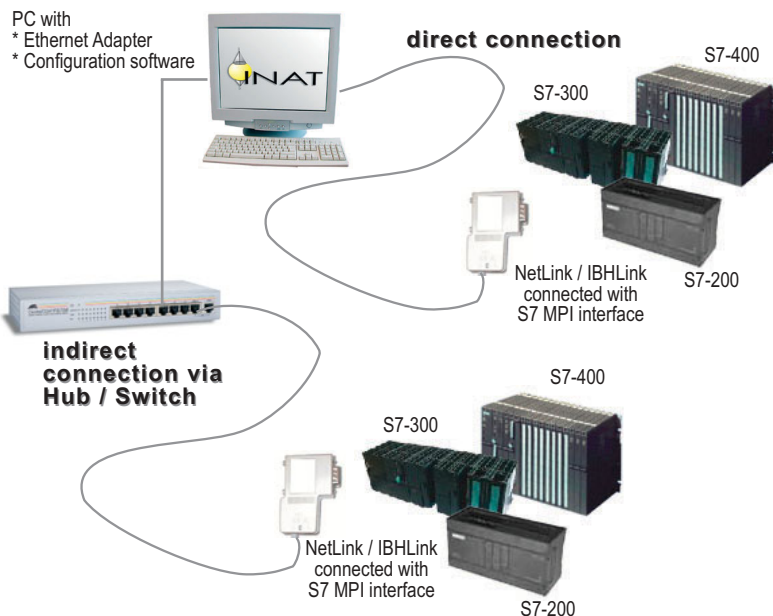 PC with
* Ethernet Adapter
* Configuration software
INAT
direct connection
S7-400
S7-300
NetLink / IBHLink
connected with
S7 MPI interface
S7-200
indirect
connection via
Hub / Switch
S7-400
S7-300
NetLink / IBHLink
connected with
S7 MPI interface
S7-200